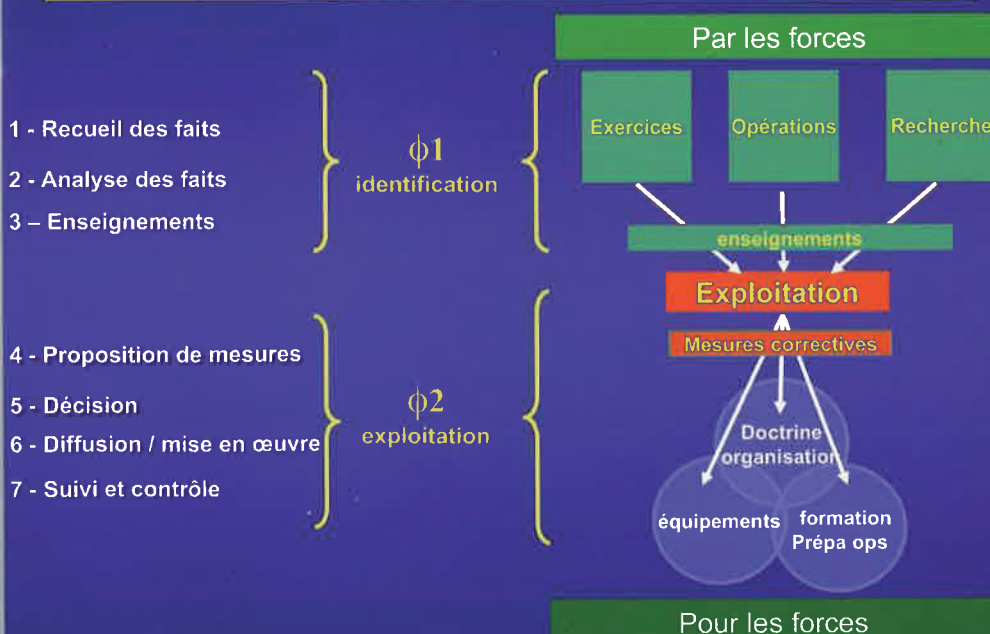 Par les forces
1 - Recueil des faits
2 - Analyse des faits
3 – Enseignements
ϕ1
identification
Exercices
Opérations
Recherche
enseignements
Exploitation
Mesures correctives
4 - Proposition de mesures
5 - Décision
6 - Diffusion / mise en œuvre
7 - Suivi et contrôle
ϕ2
exploitation
Doctrine
organisation
équipements
formation
Prépa ops
Pour les forces